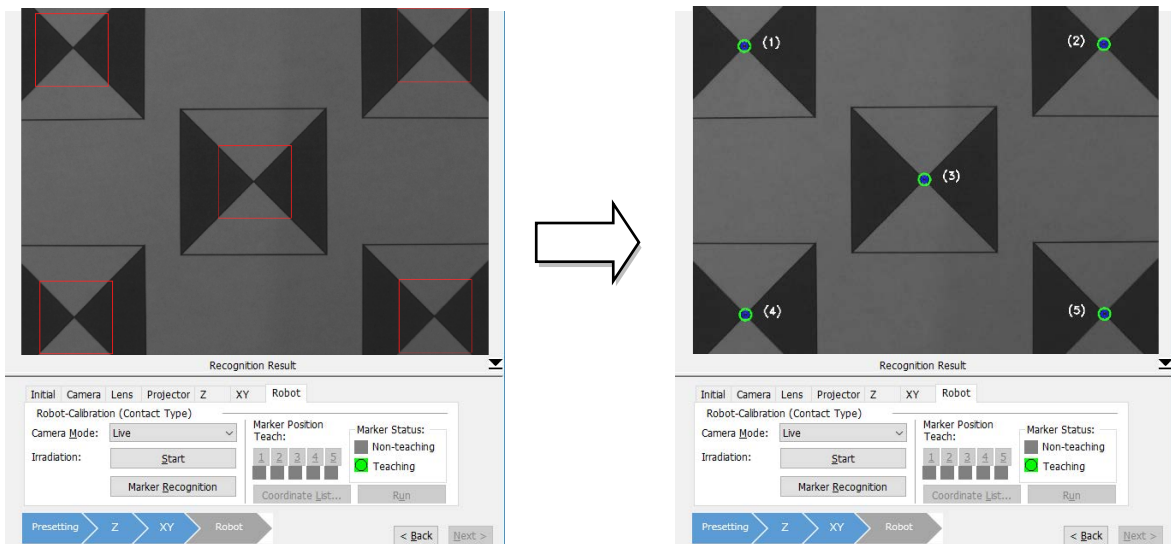 Recognition Result
Initial Camera Lens Projector Z XY Robot
Robot-Calibration (Contact Type)
Camera Mode: Live
Irradiation: Start
Marker Recognition
Marker Position
Teach:
1 2 3 4 5
Coordinate List...
Marker Status:
Non-teaching
Teaching
Run
Presetting Z XY Robot
< Back Next >
(1)
(2)
(3)
(4)
(5)
Recognition Result
Initial Camera Lens Projector Z XY Robot
Robot-Calibration (Contact Type)
Camera Mode: Live
Irradiation: Start
Marker Recognition
Marker Position
Teach:
1 2 3 4 5
Coordinate List...
Marker Status:
Non-teaching
Teaching
Run
Presetting Z XY Robot
< Back Next >